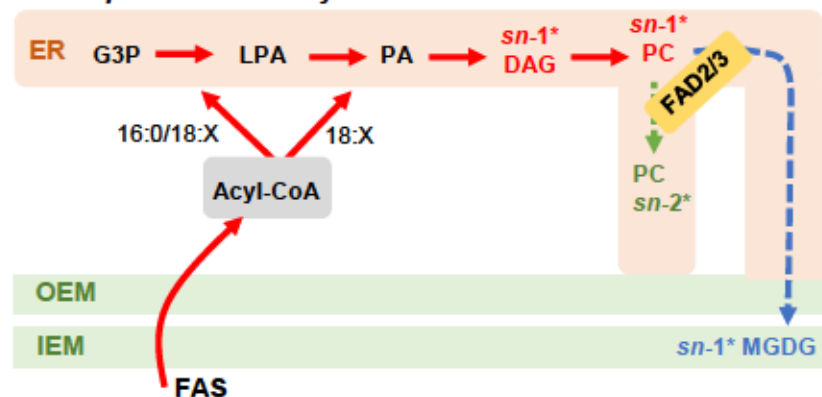 ER G3P LPA PA sn-1* DAG sn-1* PC
FAD2/3
16:0/18:X 18:X
Acyl-CoA
PC
sn-2*
OEM
IEM
sn-1* MGDG
FAS